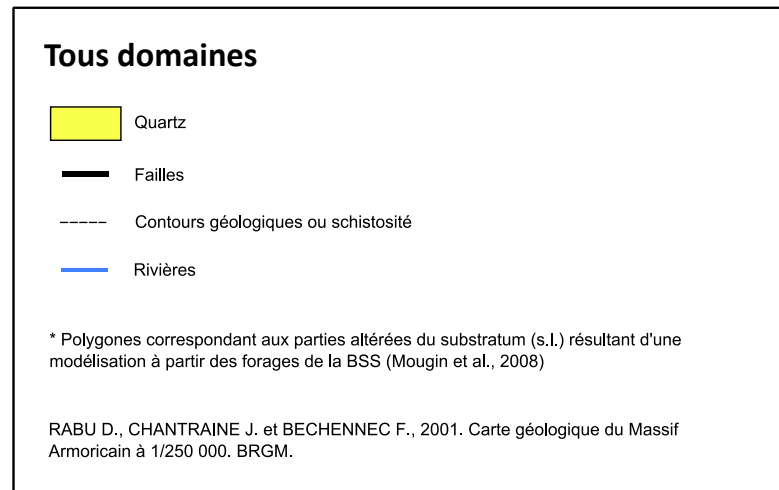 Tous domaines
Quartz
Failles
Contours géologiques ou schistosité
Rivières
* Polygones correspondant aux parties altérées du substratum (s.l.) résultant d'une
modélisation à partir des forages de la BSS (Mougin et al., 2008)
RABU D., CHANTRAINE J. et BECHENNEC F., 2001. Carte géologique du Massif
Armoricain à 1/250 000. BRGM.